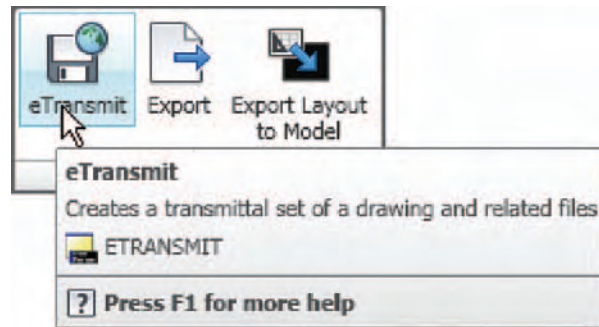 eTransmit Export Export Layout
to Model
eTransmit
Creates a transmittal set of a drawing and related files
ETRANSMIT
? Press F1 for more help